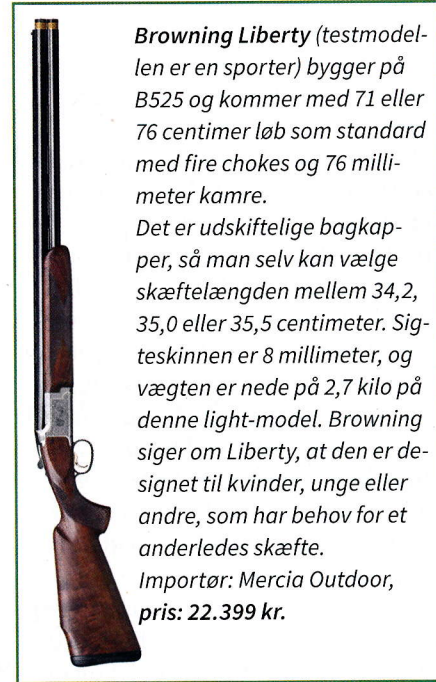 Browning Liberty (testmodel-
len er en sporter) bygger på
B525 og kommer med 71 eller
76 centimer løb som standard
med fire chokes og 76 milli-
meter kamre.
Det er udskiftelige bagkap-
per, så man selv kan vælge
skæftelængden mellem 34,2,
35,0 eller 35,5 centimeter. Sig-
teskinnen er 8 millimeter, og
vægten er nede på 2,7 kilo på
denne light-model. Browning
siger om Liberty, at den er de-
signet til kvinder, unge eller
andre, som har behov for et
anderledes skæfte.
Importør: Mercia Outdoor,
pris: 22.399 kr.